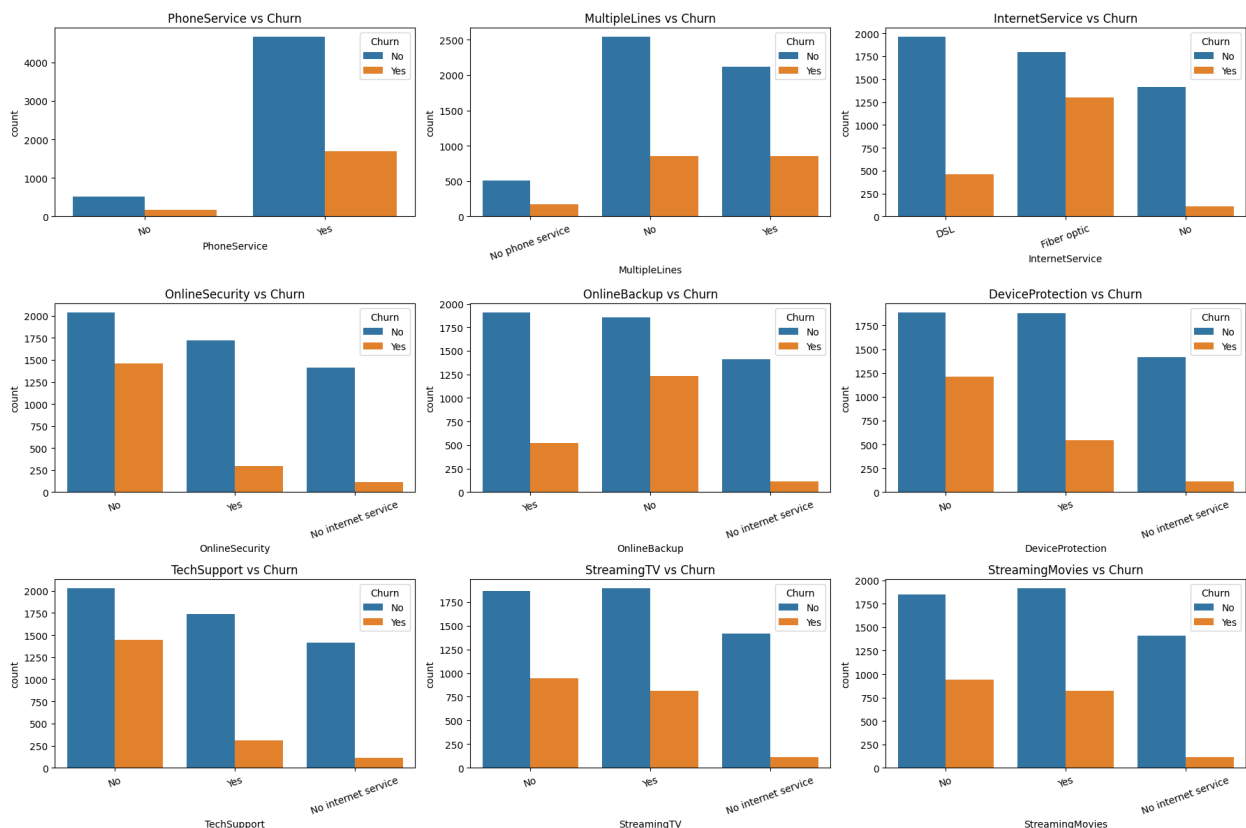 PhoneService vs Churn
Churn
No
Yes
4000
3000
2000
1000
0
count
No
Yes
PhoneService
MultipleLines vs Churn
Churn
No
Yes
2500
2000
1500
1000
500
0
count
No phone service
No
Yes
MultipleLines
InternetService vs Churn
Churn
No
Yes
2000
1750
1500
1250
1000
750
500
250
0
count
DSL
Fiber optic
No
InternetService
OnlineSecurity vs Churn
Churn
No
Yes
2000
1750
1500
1250
1000
750
500
250
0
count
No
Yes
No internet service
OnlineSecurity
OnlineBackup vs Churn
Churn
No
Yes
2000
1750
1500
1250
1000
750
500
250
0
count
Yes
No
No internet service
OnlineBackup
DeviceProtection vs Churn
Churn
No
Yes
1750
1500
1250
1000
750
500
250
0
count
No
Yes
No internet service
DeviceProtection
TechSupport vs Churn
Churn
No
Yes
2000
1750
1500
1250
1000
750
500
250
0
count
No
Yes
No internet service
TechSupport
StreamingTV vs Churn
Churn
No
Yes
1750
1500
1250
1000
750
500
250
0
count
No
Yes
No internet service
StreamingTV
StreamingMovies vs Churn
Churn
No
Yes
2000
1750
1500
1250
1000
750
500
250
0
count
No
Yes
No internet service
StreamingMovies